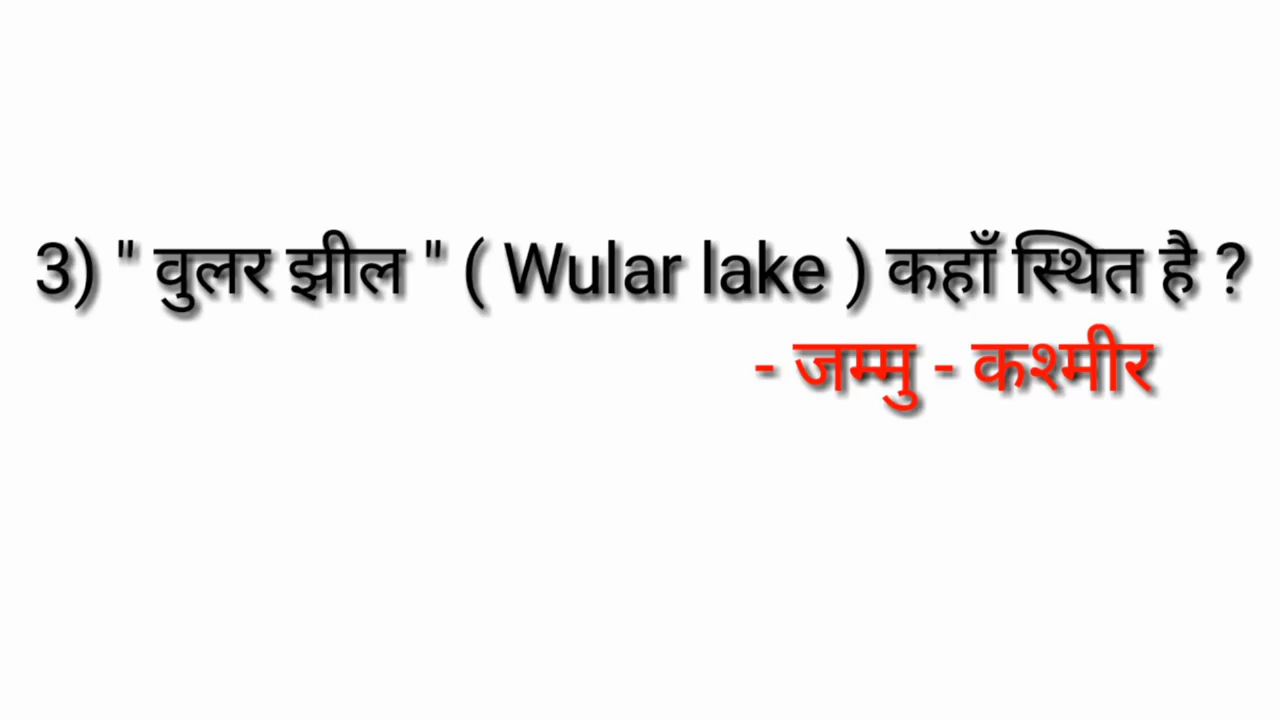 3) " वुलर झील " ( Wular lake ) कहाँ स्थित है ?
- जम्मु - कश्मीर